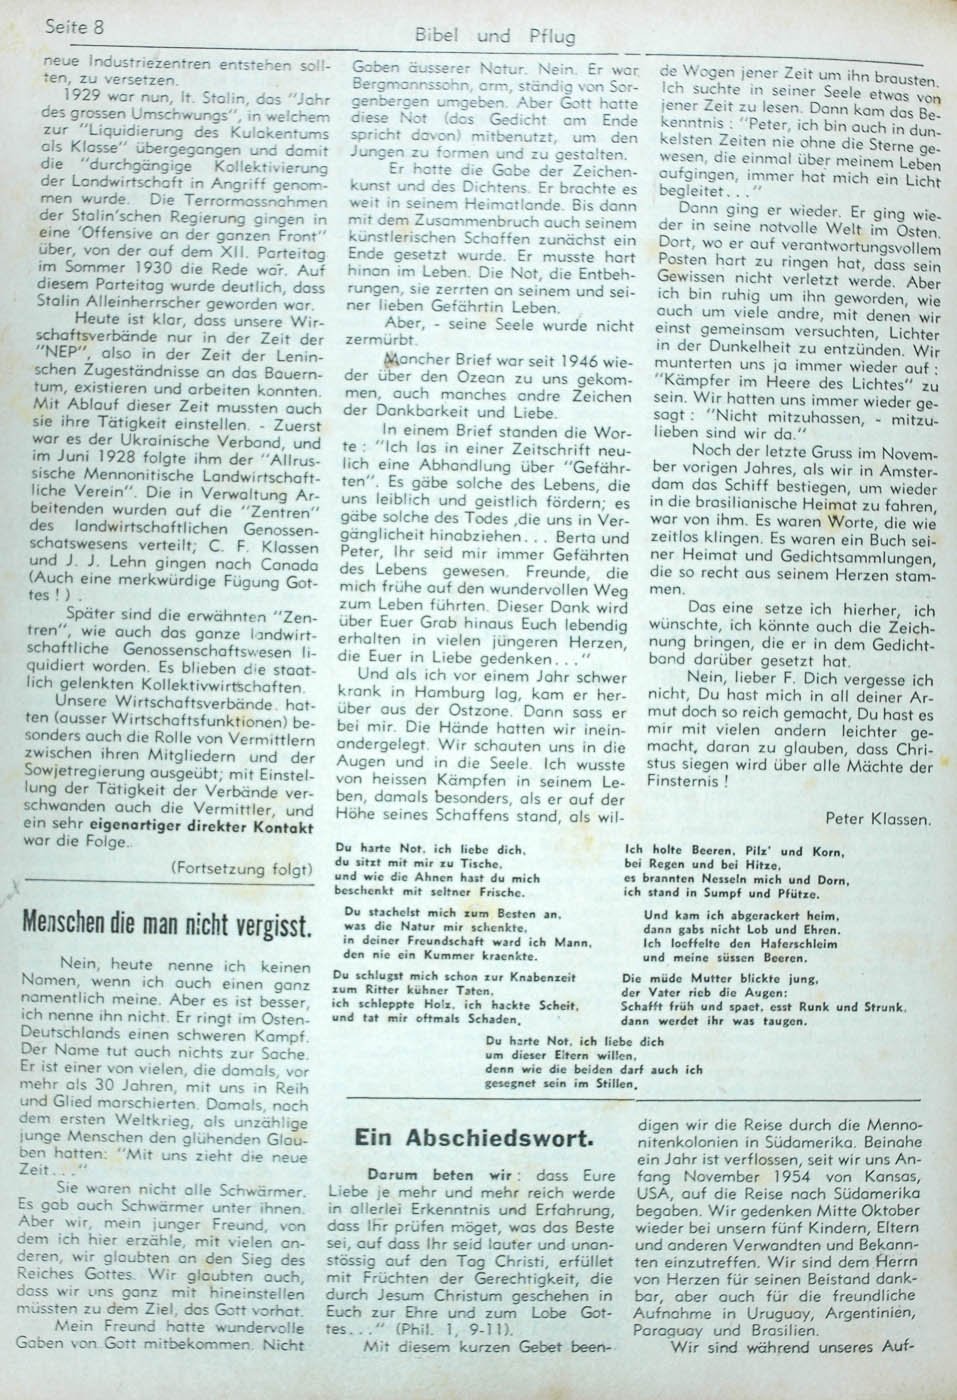 Seite 8
Bibel und Pflug
neue Industriezentren entstehen soll-
ten, zu versetzen.
1929 war nun, lt. Stalin, das "Jahr
des grossen Umschwungs", in welchem
zur "Liquidierung des Kulakentums
als Klasse" übergegangen und damit
die "durchgängige Kollektivierung
der Landwirtschaft in Angriff genom-
men wurde. Die Terrormassnahmen
der Stalin'schen Regierung gingen in
eine 'Offensive an der ganzen Front"
über, von der auf dem XII. Parteitag
im Sommer 1930 die Rede war. Auf
diesem Parteitag wurde deutlich, dass
Stalin Alleinherrscher geworden war.
Heute ist klar, dass unsere Wir-
schaftsverbände nur in der Zeit der
"NEP", also in der Zeit der Lenin-
schen Zugeständnisse an das Bauern-
tum, existieren und arbeiten konnten.
Mit Ablauf dieser Zeit mussten auch
sie ihre Tätigkeit einstellen. - Zuerst
war es der Ukrainische Verband, und
im Juni 1928 folgte ihm der "Allrus-
sische Mennonitische Landwirtschaft-
liche Verein". Die in Verwaltung Ar-
beitenden wurden auf die "Zentren"
des landwirtschaftlichen Genossen-
schatswesens verteilt; C. F. Klassen
und J. J. Lehn gingen nach Canada
(Auch eine merkwürdige Fügung Got-
tes!).
Später sind die erwähnten "Zen-
tren", wie auch das ganze landwirt-
schaftliche Genossenschaftswesen li-
quidiert worden. Es blieben die staat-
lich gelenkten Kollektivwirtschaften.
Unsere Wirtschaftsverbände hat-
ten (ausser Wirtschaftsfunktionen) be-
sonders auch die Rolle von Vermittlern
zwischen ihren Mitgliedern und der
Sowjetregierung ausgeübt; mit Einstel-
lung der Tätigkeit der Verbände ver-
schwanden auch die Vermittler, und
ein sehr eigenartiger direkter Kontakt
war die Folge.
(Fortsetzung folgt)
Menschen die man nicht vergisst.
Nein, heute nenne ich keinen
Namen, wenn ich auch einen ganz
namentlich meine. Aber es ist besser,
ich nenne ihn nicht. Er ringt im Osten-
Deutschlands einen schweren Kampf.
Der Name tut auch nichts zur Sache.
Er ist einer von vielen, die damals, vor
mehr als 30 Jahren, mit uns in Reih
und Glied marschierten. Damals, nach
dem ersten Weltkrieg, als unzählige
junge Menschen den glühenden Glau-
ben hatten: "Mit uns zieht die neue
Zeit..."
Sie waren nicht alle Schwärmer.
Es gab auch Schwärmer unter ihnen.
Aber wir, mein junger Freund, von
dem ich hier erzähle, mit vielen an-
deren, wir glaubten an den Sieg des
Reiches Gottes. Wir glaubten auch,
dass wir uns ganz mit hineinstellen
müssten zu dem Ziel, das Gott vorhat.
Mein Freund hatte wundervolle
Gaben von Gott mitbekommen. Nicht
Gaben äusserer Natur. Nein. Er war
Bergmannssohn, arm, ständig von Sor-
genbergen umgeben. Aber Gott hatte
diese Not (das Gedicht am Ende
spricht davon) mitbenutzt, um den
Jungen zu formen und zu gestalten.
Er hatte die Gabe der Zeichen-
kunst und des Dichtens. Er brachte es
weit in seinem Heimatlande. Bis dann
mit dem Zusammenbruch auch seinem
künstlerischen Schaffen zunächst ein
Ende gesetzt wurde. Er musste hart
hinan im Leben. Die Not, die Entbeh-
rungen, sie zerrten an seinem und sei-
ner lieben Gefährtin Leben.
Aber, - seine Seele wurde nicht
zermürbt.
Mancher Brief war seit 1946 wie-
der über den Ozean zu uns gekom-
men, auch manches andre Zeichen
der Dankbarkeit und Liebe.
In einem Brief standen die Wor-
te: "Ich las in einer Zeitschrift neu-
lich eine Abhandlung über "Gefähr-
ten". Es gäbe solche des Lebens, die
uns leiblich und geistlich fördern; es
gäbe solche des Todes ,die uns in Ver-
gänglicheit hinabziehen... Berta und
Peter, Ihr seid mir immer Gefährten
des Lebens gewesen. Freunde, die
mich frühe auf den wundervollen Weg
zum Leben führten. Dieser Dank wird
über Euer Grab hinaus Euch lebendig
erhalten in vielen jüngeren Herzen,
die Euer in Liebe gedenken..."
Und als ich vor einem Jahr schwer
krank in Hamburg lag, kam er her-
über aus der Ostzone. Dann sass er
bei mir. Die Hände hatten wir inein-
andergelegt. Wir schauten uns in die
Augen und in die Seele. Ich wusste
von heissen Kämpfen in seinem Le-
ben, damals besonders, als er auf der
Höhe seines Schaffens stand, als wil-
de Wogen jener Zeit um ihn brausten.
Ich suchte in seiner Seele etwas von
jener Zeit zu lesen. Dann kam das Be-
kenntnis: "Peter, ich bin auch in dun-
kelsten Zeiten nie ohne die Sterne ge-
wesen, die einmal über meinem Leben
aufgingen, immer hat mich ein Licht
begleitet..."
Dann ging er wieder. Er ging wie-
der in seine notvolle Welt im Osten.
Dort, wo er auf verantwortungsvollem
Posten hart zu ringen hat, dass sein
Gewissen nicht verletzt werde. Aber
ich bin ruhig um ihn geworden, wie
auch um viele andre, mit denen wir
einst gemeinsam versuchten, Lichter
in der Dunkelheit zu entzünden. Wir
munterten uns ja immer wieder auf:
"Kämpfer im Heere des Lichtes" zu
sein. Wir hatten uns immer wieder ge-
sagt: "Nicht mitzuhassen, - mitzu-
lieben sind wir da."
Noch der letzte Gruss im Novem-
ber vorigen Jahres, als wir in Amster-
dam das Schiff bestiegen, um wieder
in die brasilianische Heimat zu fahren,
war von ihm. Es waren Worte, die wie
zeitlos klingen. Es waren ein Buch sei-
ner Heimat und Gedichtsammlungen,
die so recht aus seinem Herzen stam-
men.
Das eine setze ich hierher, ich
wünschte, ich könnte auch die Zeich-
nung bringen, die er in dem Gedicht-
band darüber gesetzt hat.
Nein, lieber F. Dich vergesse ich
nicht, Du hast mich in all deiner Ar-
mut doch so reich gemacht, Du hast es
mir mit vielen andern leichter ge-
macht, daran zu glauben, dass Chri-
stus siegen wird über alle Mächte der
Finsternis!
Peter Klassen.
Du harte Not, ich liebe dich,
du sitzt mit mir zu Tische,
und wie die Ahnen hast du mich
beschenkt mit seltner Frische.
Du stachelst mich zum Besten an,
was die Natur mir schenkte,
in deiner Freundschaft ward ich Mann,
den nie ein Kummer kraenkte.
Du schlugst mich schon zur Knabenzeit
zum Ritter kühner Taten,
ich schleppte Holz, ich hackte Scheit,
und tat mir oftmals Schaden.
Ich holte Beeren, Pilz' und Korn,
bei Regen und bei Hitze,
es brannten Nesseln mich und Dorn,
ich stand in Sumpf und Pfütze.
Und kam ich abgerackert heim,
dann gabs nicht Lob und Ehren.
Ich loeffelte den Haferschleim
und meine süssen Beeren.
Die müde Mutter blickte jung,
der Vater rieb die Augen:
Schafft früh und spaet, esst Runk und Strunk,
dann werdet ihr was taugen.
Du harte Not, ich liebe dich
um dieser Eltern willen,
denn wie die beiden darf auch ich
gesegnet sein im Stillen.
Ein Abschiedswort.
Darum beten wir: dass Eure
Liebe je mehr und mehr reich werde
in allerlei Erkenntnis und Erfahrung,
dass Ihr prüfen möget, was das Beste
sei, auf dass Ihr seid lauter und unan-
stössig auf den Tag Christi, erfüllet
mit Früchten der Gerechtigkeit, die
durch Jesum Christum geschehen in
Euch zur Ehre und zum Lobe Got-
tes..." (Phil. 1, 9-11).
Mit diesem kurzen Gebet been-
digen wir die Reise durch die Menno-
nitenkolonien in Südamerika. Beinahe
ein Jahr ist verflossen, seit wir uns An-
fang November 1954 von Kansas,
USA, auf die Reise nach Südamerika
begaben. Wir gedenken Mitte Oktober
wieder bei unsern fünf Kindern, Eltern
und anderen Verwandten und Bekann-
ten einzutreffen. Wir sind dem Herrn
von Herzen für seinen Beistand dank-
bar, aber auch für die freundliche
Aufnahme in Uruguay, Argentinien,
Paraguay und Brasilien.
Wir sind während unseres Auf-